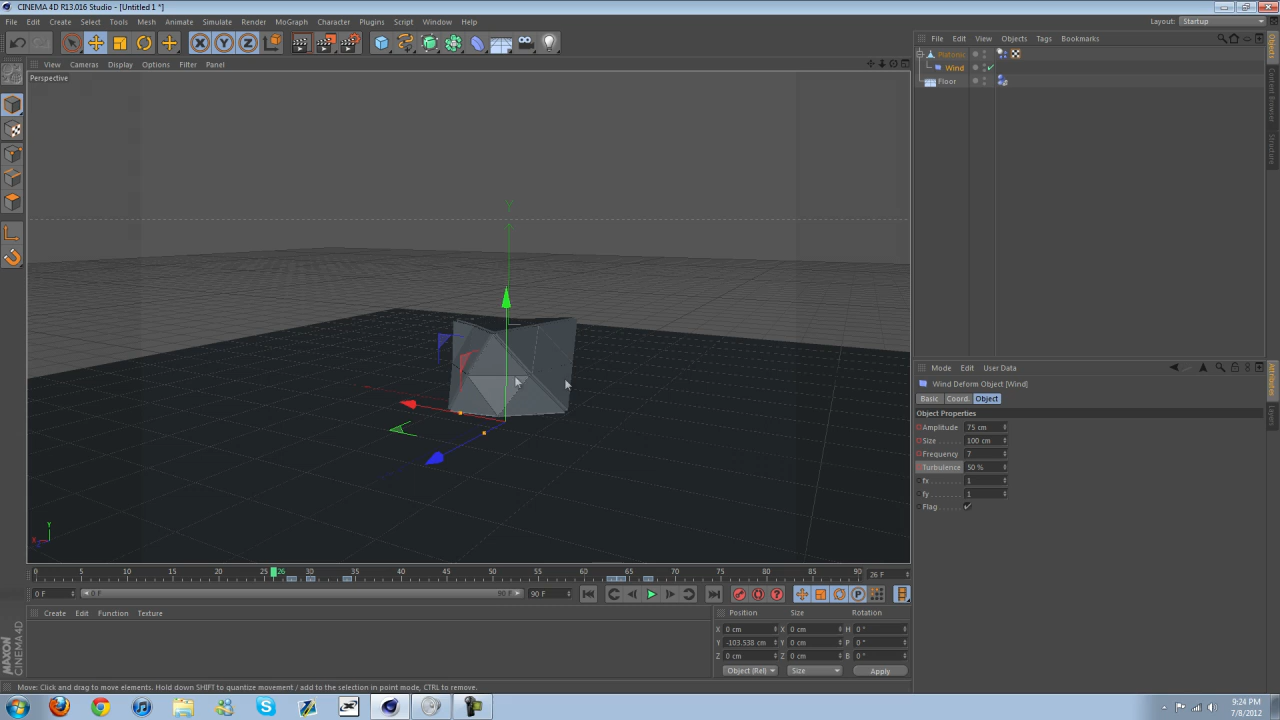 CINEMA 4D R13.016 Studio - [Untitled 1 *]
File Edit Create Select Tools Mesh Animate Simulate Render MoGraph Character Plugins Script Window Help
Layout: Startup
X Y Z
View Cameras Display Options Filter Panel
Perspective
Y
Y
X
0 5 10 15 20 25 26 30 35 40 45 50 55 60 65 70 75 80 85 90
26 F
0 F
0 F
90 F
90 F
P
Create Edit Function Texture
Position Size Rotation
X 0 cm X 0 cm H 0 °
Y -103.538 cm Y 0 cm P 0 °
Z 0 cm Z 0 cm B 0 °
Object (Rel) Size Apply
MAXON
CINEMA 4D
Move: Click and drag to move elements. Hold down SHIFT to quantize movement / add to the selection in point mode, CTRL to remove.
File Edit View Objects Tags Bookmarks
Platonic
Wind
Floor
Objects
Content Browser
Structure
Mode Edit User Data
Wind Deform Object [Wind]
Basic Coord. Object
Object Properties
Amplitude 75 cm
Size 100 cm
Frequency 7
Turbulence 50 %
fx 1
fy 1
Flag
Attributes
Layers
9:24 PM
7/8/2012